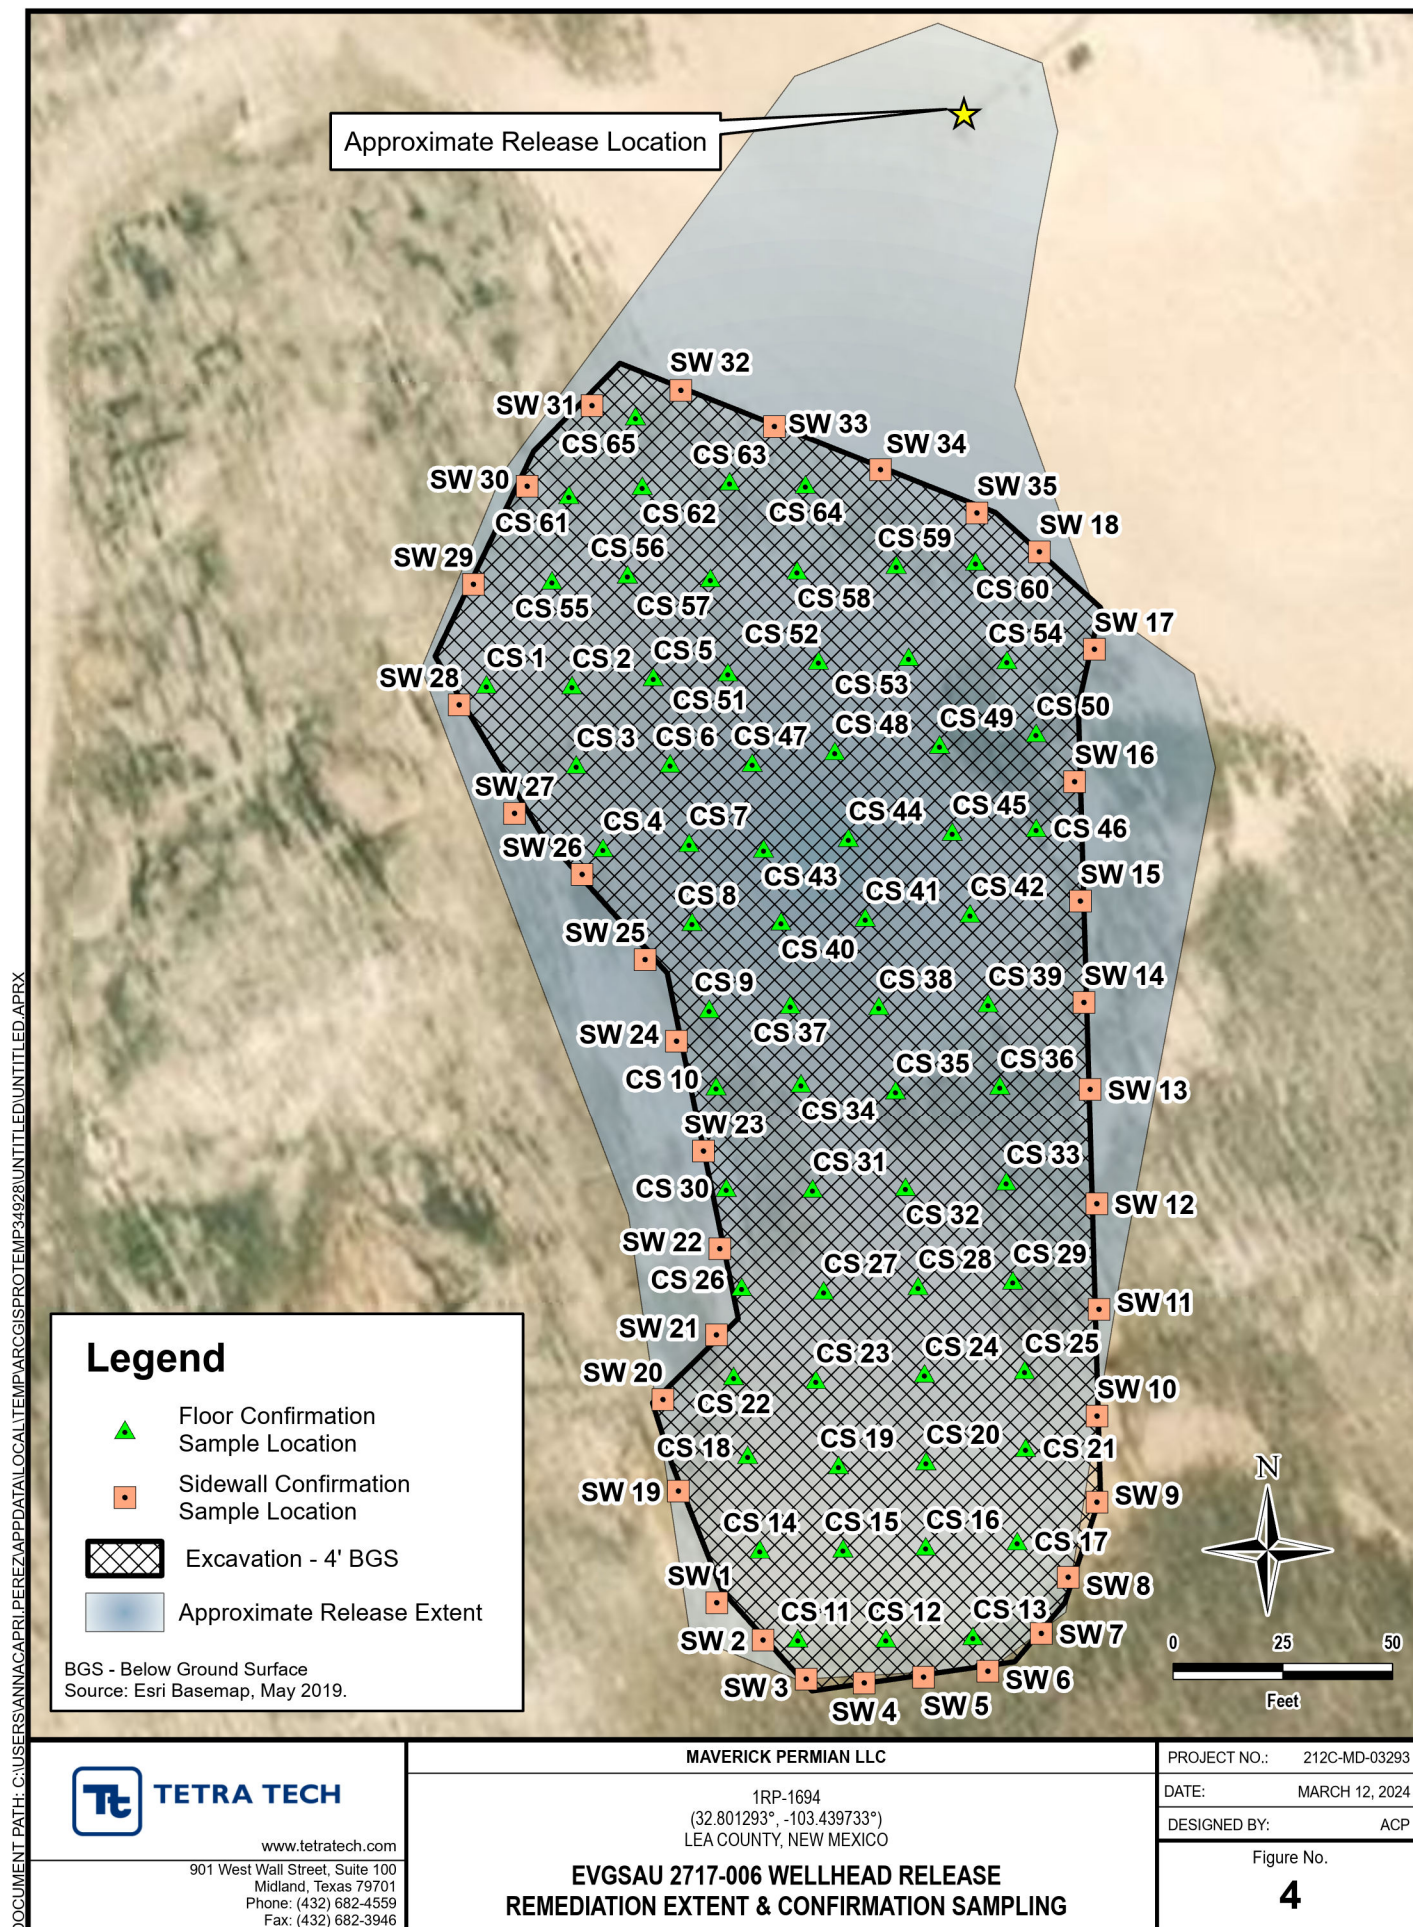 Approximate Release Location
SW 32
SW 31
SW 33
CS 65
CS 63
SW 34
SW 30
SW 35
CS 61
CS 62
CS 64
SW 18
SW 29
CS 56
CS 59
CS 55
CS 57
CS 58
CS 60
SW 17
CS 52
CS 54
CS 1
CS 2
CS 5
SW 28
CS 51
CS 53
CS 50
CS 3
CS 6
CS 47
CS 48
CS 49
SW 16
SW 27
CS 4
CS 7
CS 44
CS 45
CS 46
SW 26
CS 43
SW 15
CS 8
CS 41
CS 42
SW 25
CS 40
CS 9
CS 38
CS 39
SW 14
SW 24
CS 37
CS 10
CS 35
CS 36
SW 13
CS 34
SW 23
CS 31
CS 33
CS 30
CS 32
SW 12
SW 22
CS 26
CS 27
CS 28
CS 29
SW 11
SW 21
SW 20
CS 23
CS 24
CS 25
CS 22
SW 10
CS 18
CS 19
CS 20
CS 21
SW 19
SW 9
CS 14
CS 15
CS 16
CS 17
SW 1
SW 8
CS 11
CS 12
CS 13
SW 2
SW 7
SW 3
SW 4
SW 5
SW 6
N
0 25 50
Feet
Legend
Floor Confirmation
Sample Location
Sidewall Confirmation
Sample Location
Excavation - 4' BGS
Approximate Release Extent
BGS - Below Ground Surface
Source: Esri Basemap, May 2019.
DOCUMENT PATH: C:\USERS\ANNACAPRI.PEREZ\APPDATA\LOCAL\TEMP\ARCGISPROTEMP34928\UNTITLED\UNTITLED.APRX
Tt TETRA TECH
www.tetratech.com
901 West Wall Street, Suite 100
Midland, Texas 79701
Phone: (432) 682-4559
Fax: (432) 682-3946
MAVERICK PERMIAN LLC
1RP-1694
(32.801293°, -103.439733°)
LEA COUNTY, NEW MEXICO
EVGSAU 2717-006 WELLHEAD RELEASE
REMEDIATION EXTENT & CONFIRMATION SAMPLING
PROJECT NO.: 212C-MD-03293
DATE: MARCH 12, 2024
DESIGNED BY: ACP
Figure No.
4